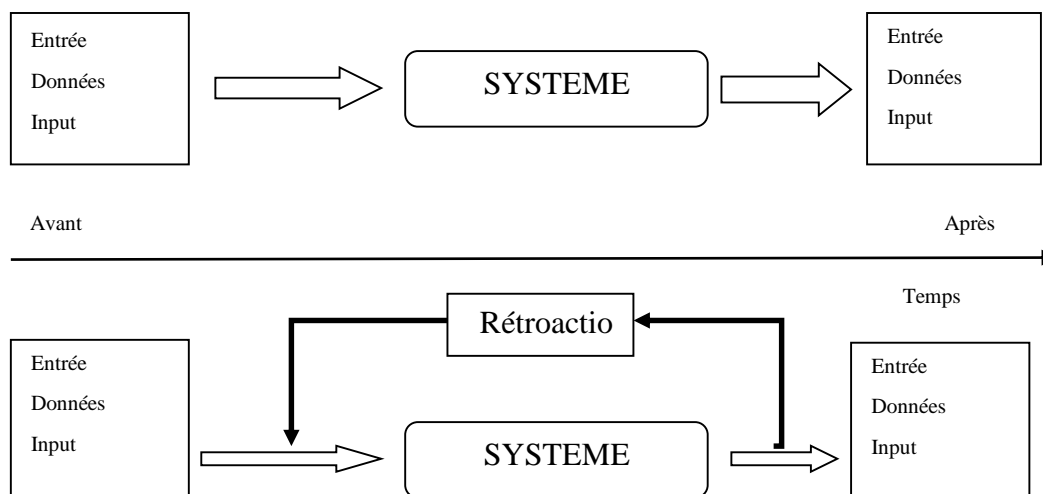 Entrée
Données
Input
SYSTEME
Entrée
Données
Input
Avant
Après
Temps
Rétroactio
Entrée
Données
Input
SYSTEME
Entrée
Données
Input